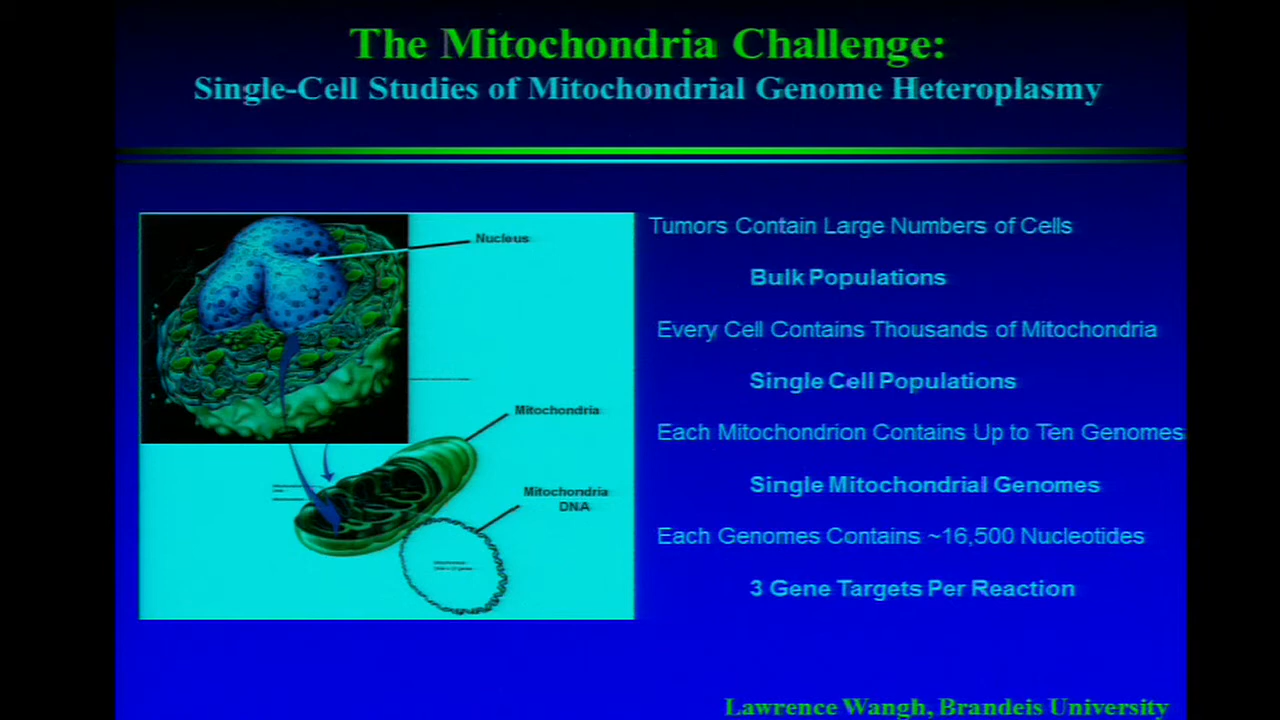 The Mitochondria Challenge:
Single-Cell Studies of Mitochondrial Genome Heteroplasmy
Nucleus
Mitochondria
Mitochondria
DNA
Tumors Contain Large Numbers of Cells
Bulk Populations
Every Cell Contains Thousands of Mitochondria
Single Cell Populations
Each Mitochondrion Contains Up to Ten Genomes
Single Mitochondrial Genomes
Each Genomes Contains ~16,500 Nucleotides
3 Gene Targets Per Reaction
Lawrence Wangh, Brandeis University